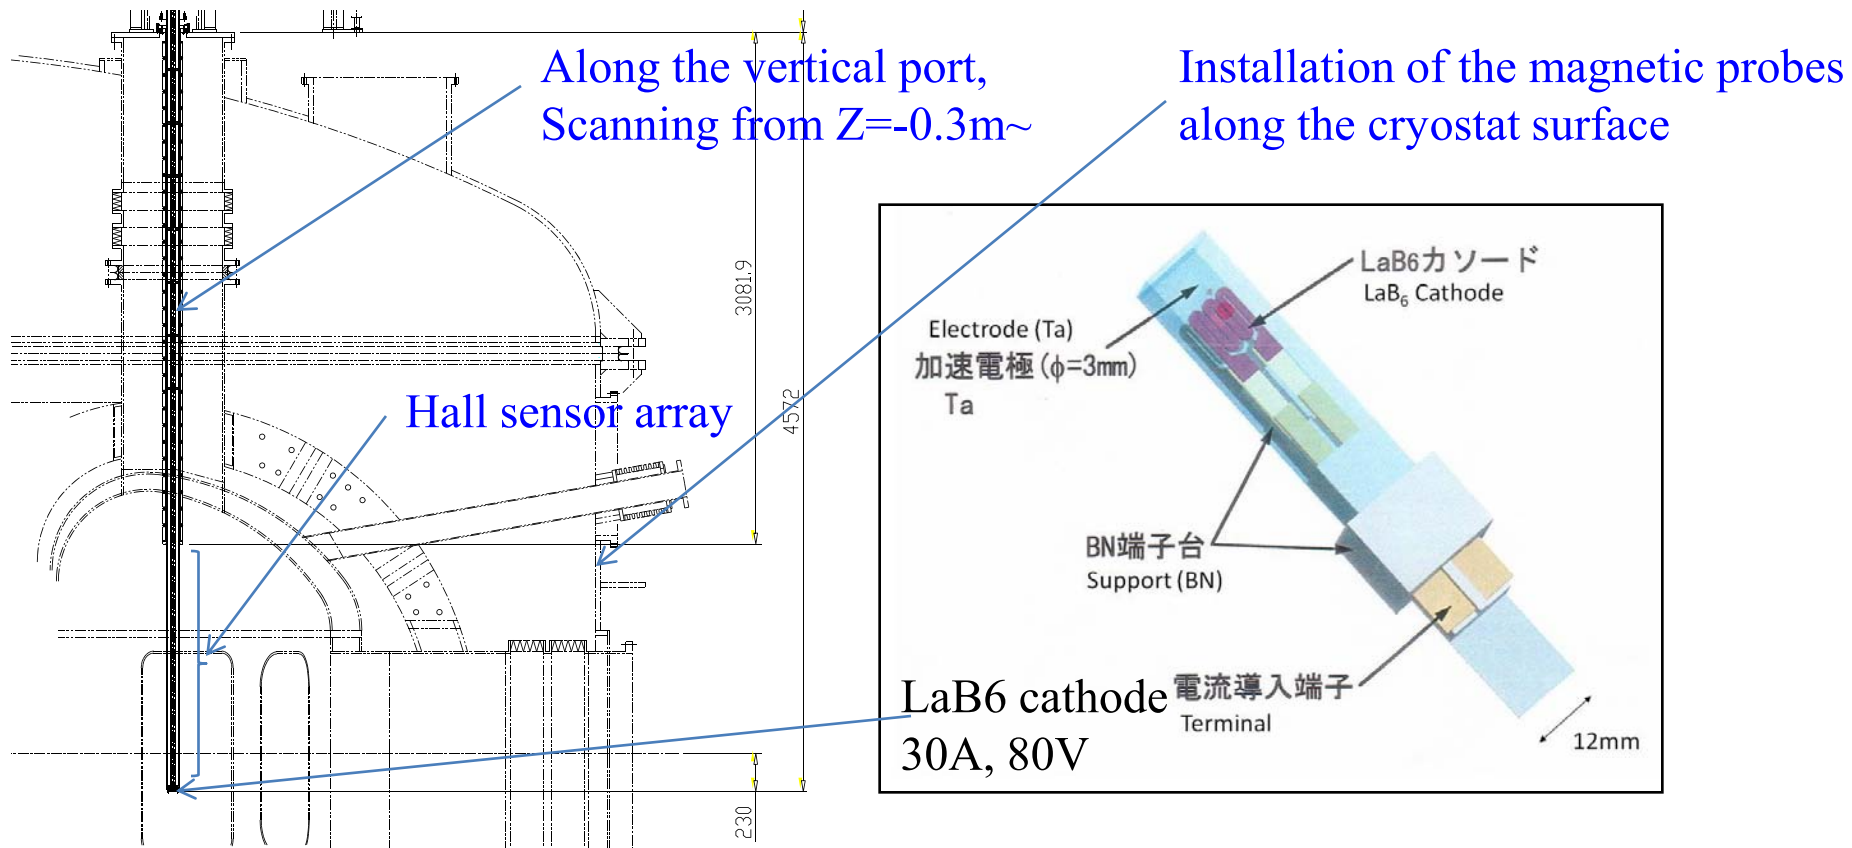 Along the vertical port,
Scanning from Z=-0.3m~
Installation of the magnetic probes
along the cryostat surface
3081.9
4572
Hall sensor array
230
LaB6カソード
LaB₆ Cathode
Electrode (Ta)
加速電極(φ=3mm)
Ta
BN端子台
Support (BN)
電流導入端子
Terminal
12mm
LaB6 cathode
30A, 80V